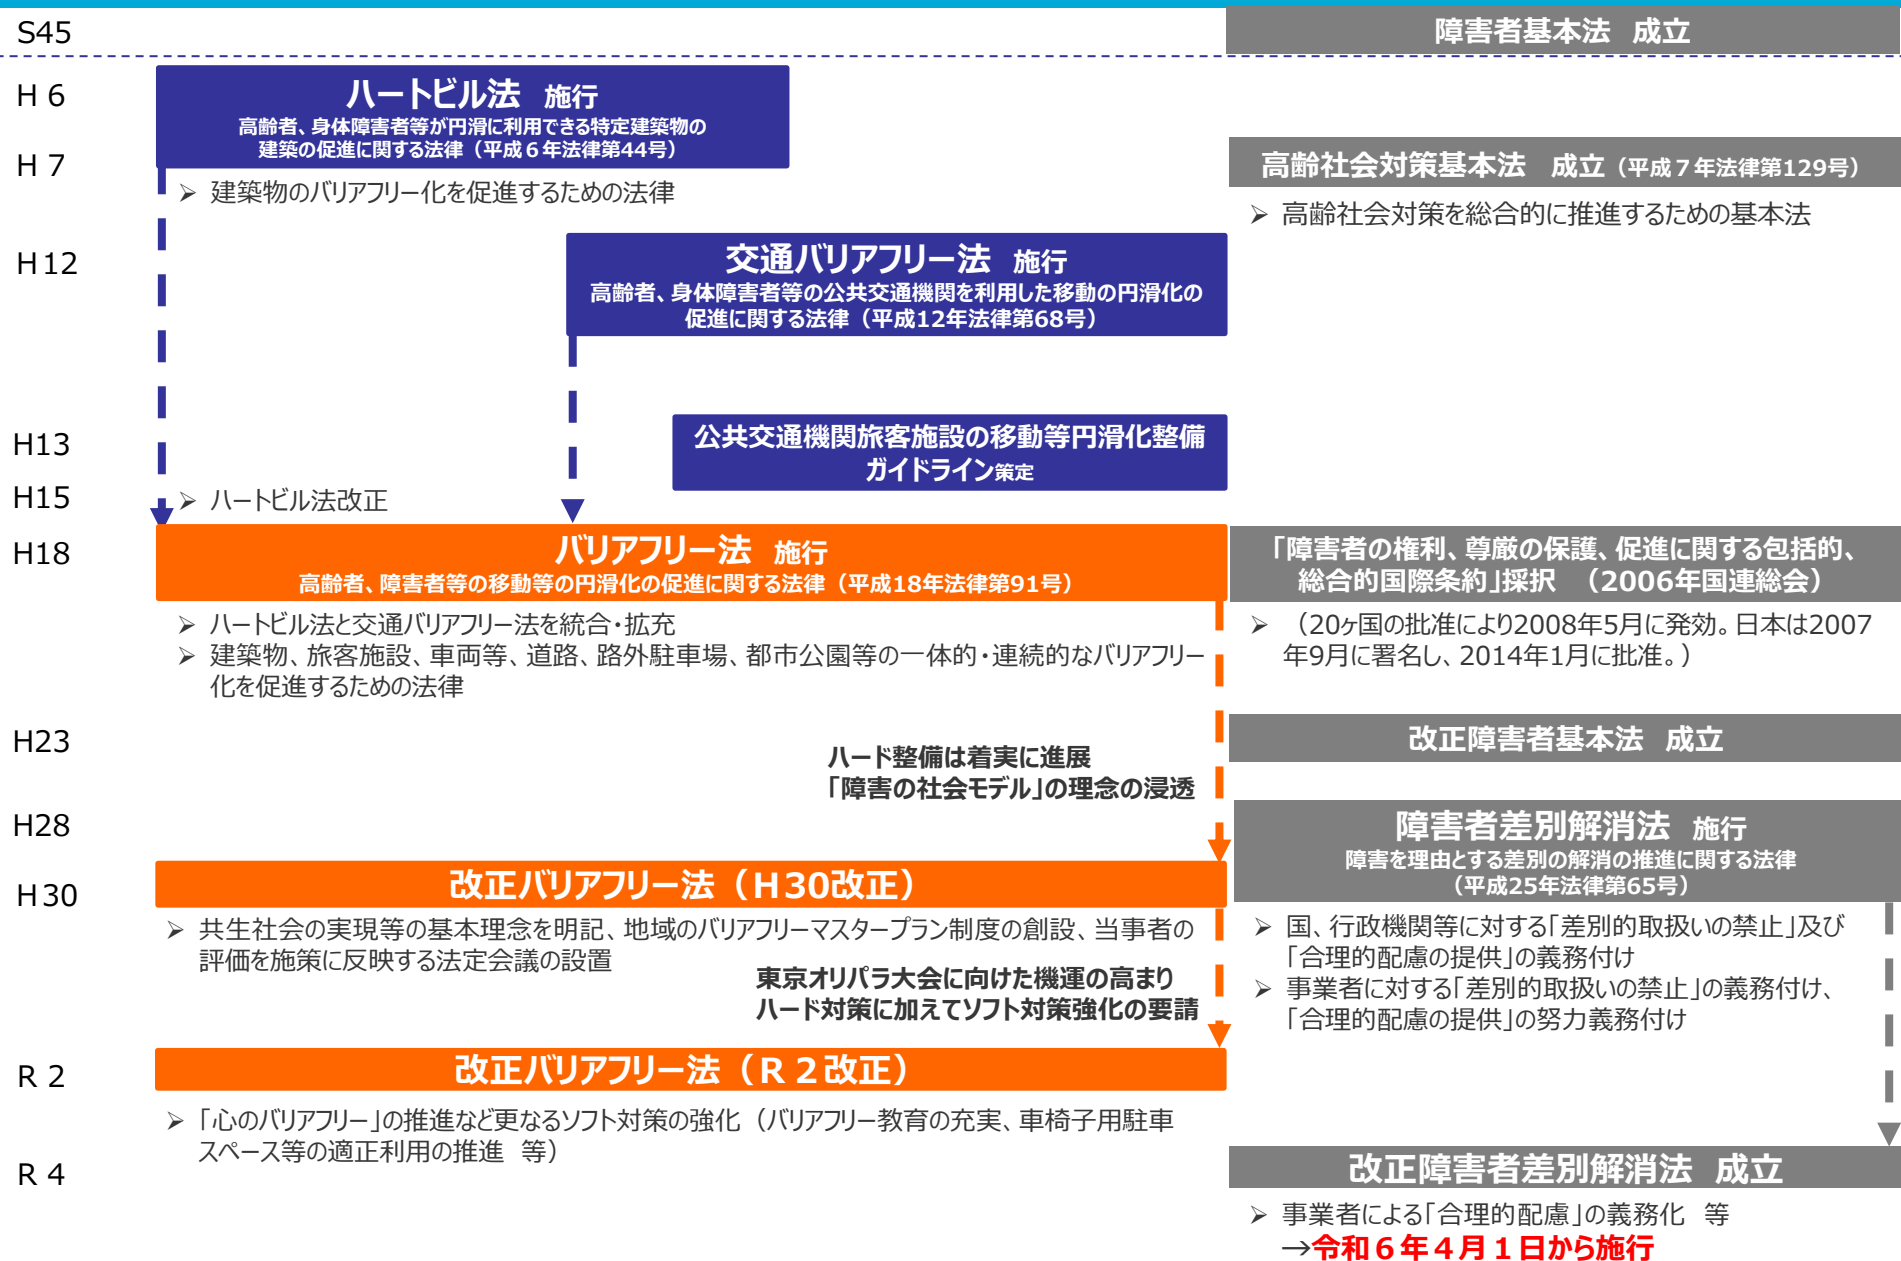 S45
障害者基本法　成立
H 6
ハートビル法　施行
高齢者、身体障害者等が円滑に利用できる特定建築物の
建築の促進に関する法律（平成６年法律第44号）
H 7
高齢社会対策基本法　成立（平成７年法律第129号）
➢ 建築物のバリアフリー化を促進するための法律
➢ 高齢社会対策を総合的に推進するための基本法
H12
交通バリアフリー法　施行
高齢者、身体障害者等の公共交通機関を利用した移動の円滑化の
促進に関する法律（平成12年法律第68号）
H13
公共交通機関旅客施設の移動等円滑化整備
ガイドライン策定
H15
➢ ハートビル法改正
H18
バリアフリー法　施行
高齢者、障害者等の移動等の円滑化の促進に関する法律（平成18年法律第91号）
「障害者の権利、尊厳の保護、促進に関する包括的、
総合的国際条約」採択　（2006年国連総会）
➢ ハートビル法と交通バリアフリー法を統合・拡充
➢ 建築物、旅客施設、車両等、道路、路外駐車場、都市公園等の一体的・連続的なバリアフリー
化を促進するための法律
➢ （20ヶ国の批准により2008年5月に発効。日本は2007
年9月に署名し、2014年1月に批准。）
H23
改正障害者基本法　成立
ハード整備は着実に進展
「障害の社会モデル」の理念の浸透
H28
障害者差別解消法　施行
障害を理由とする差別の解消の推進に関する法律
（平成25年法律第65号）
H30
改正バリアフリー法（Ｈ30改正）
➢ 共生社会の実現等の基本理念を明記、地域のバリアフリーマスタープラン制度の創設、当事者の
評価を施策に反映する法定会議の設置
➢ 国、行政機関等に対する「差別的取扱いの禁止」及び
「合理的配慮の提供」の義務付け
➢ 事業者に対する「差別的取扱いの禁止」の義務付け、
「合理的配慮の提供」の努力義務付け
東京オリパラ大会に向けた機運の高まり
ハード対策に加えてソフト対策強化の要請
R 2
改正バリアフリー法（Ｒ２改正）
➢ 「心のバリアフリー」の推進など更なるソフト対策の強化（バリアフリー教育の充実、車椅子用駐車
スペース等の適正利用の推進　等）
R 4
改正障害者差別解消法　成立
➢ 事業者による「合理的配慮」の義務化　等
→令和６年４月１日から施行